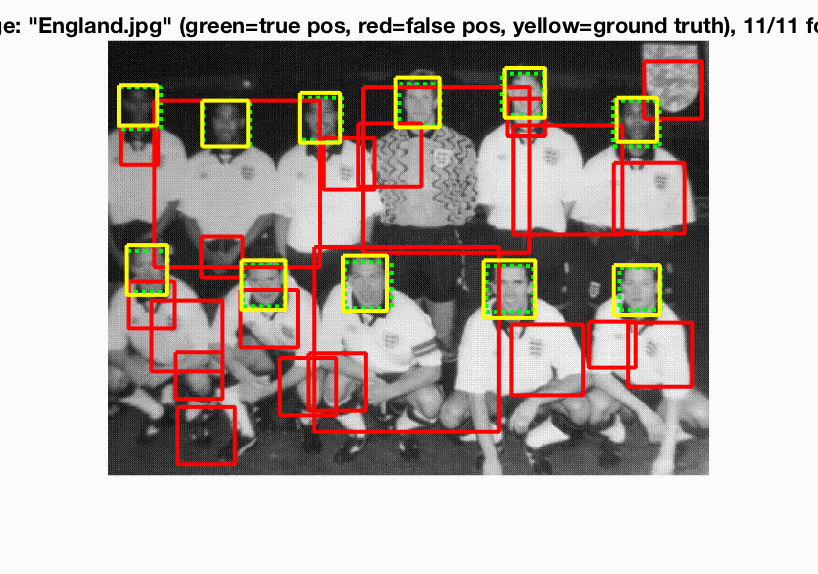 ge: "England.jpg" (green=true pos, red=false pos, yellow=ground truth), 11/11 fo